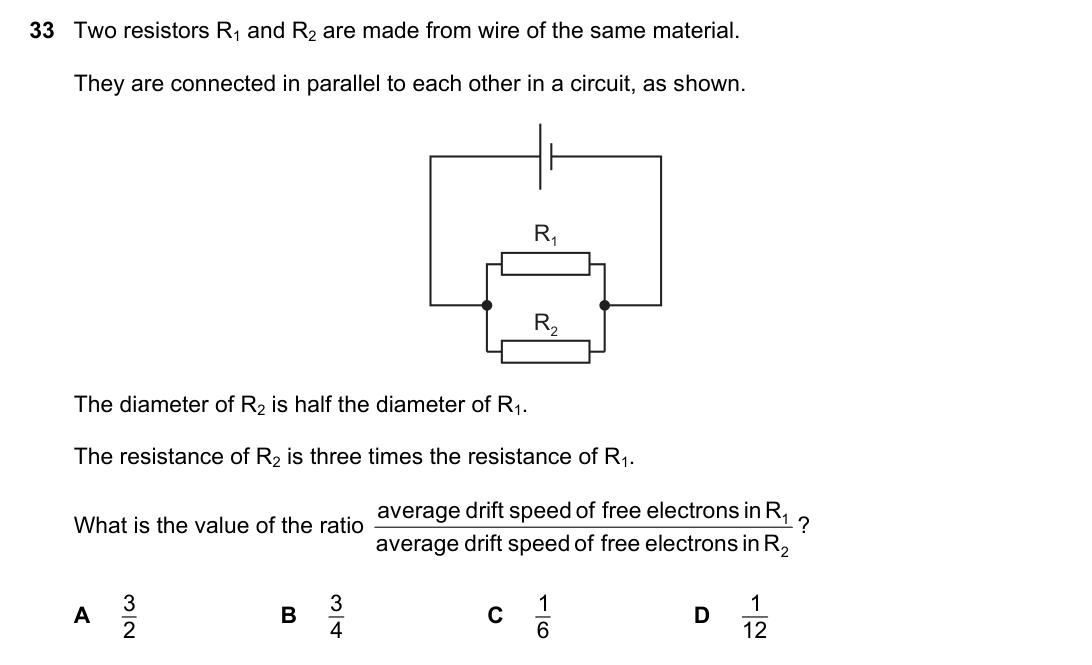 33 Two resistors R₁ and R₂ are made from wire of the same material.
They are connected in parallel to each other in a circuit, as shown.
R₁
R₂
The diameter of R₂ is half the diameter of R₁.
The resistance of R₂ is three times the resistance of R₁.
What is the value of the ratio average drift speed of free electrons in R₁ / average drift speed of free electrons in R₂ ?
A 3/2 B 3/4 C 1/6 D 1/12